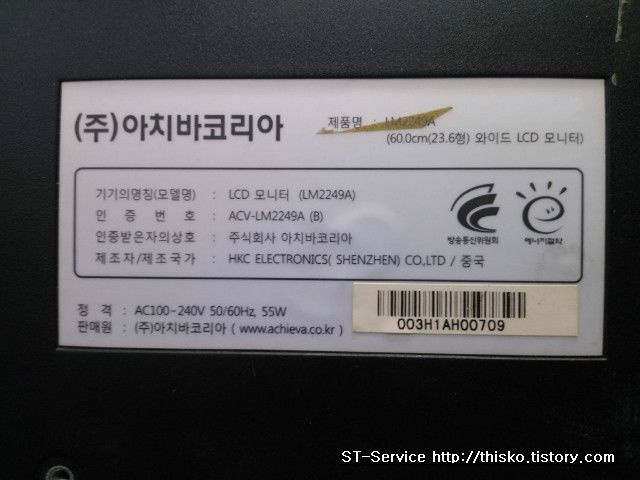 (주)아치바코리아
제품명 : LM2249A
(60.0cm(23.6형) 와이드 LCD 모니터)
기기의명칭(모델명) : LCD 모니터 (LM2249A)
인 증 번 호 : ACV-LM2249A (B)
인증받은자의상호 : 주식회사 아치바코리아
제조자/제조국가 : HKC ELECTRONICS( SHENZHEN) CO.,LTD / 중국
방송통신위원회
에너지절약
정 격 : AC100-240V 50/60Hz, 55W
판매원 : (주)아치바코리아 ( www.achieva.co.kr )
003H1AH00709
ST-Service http://thisko.tistory.com